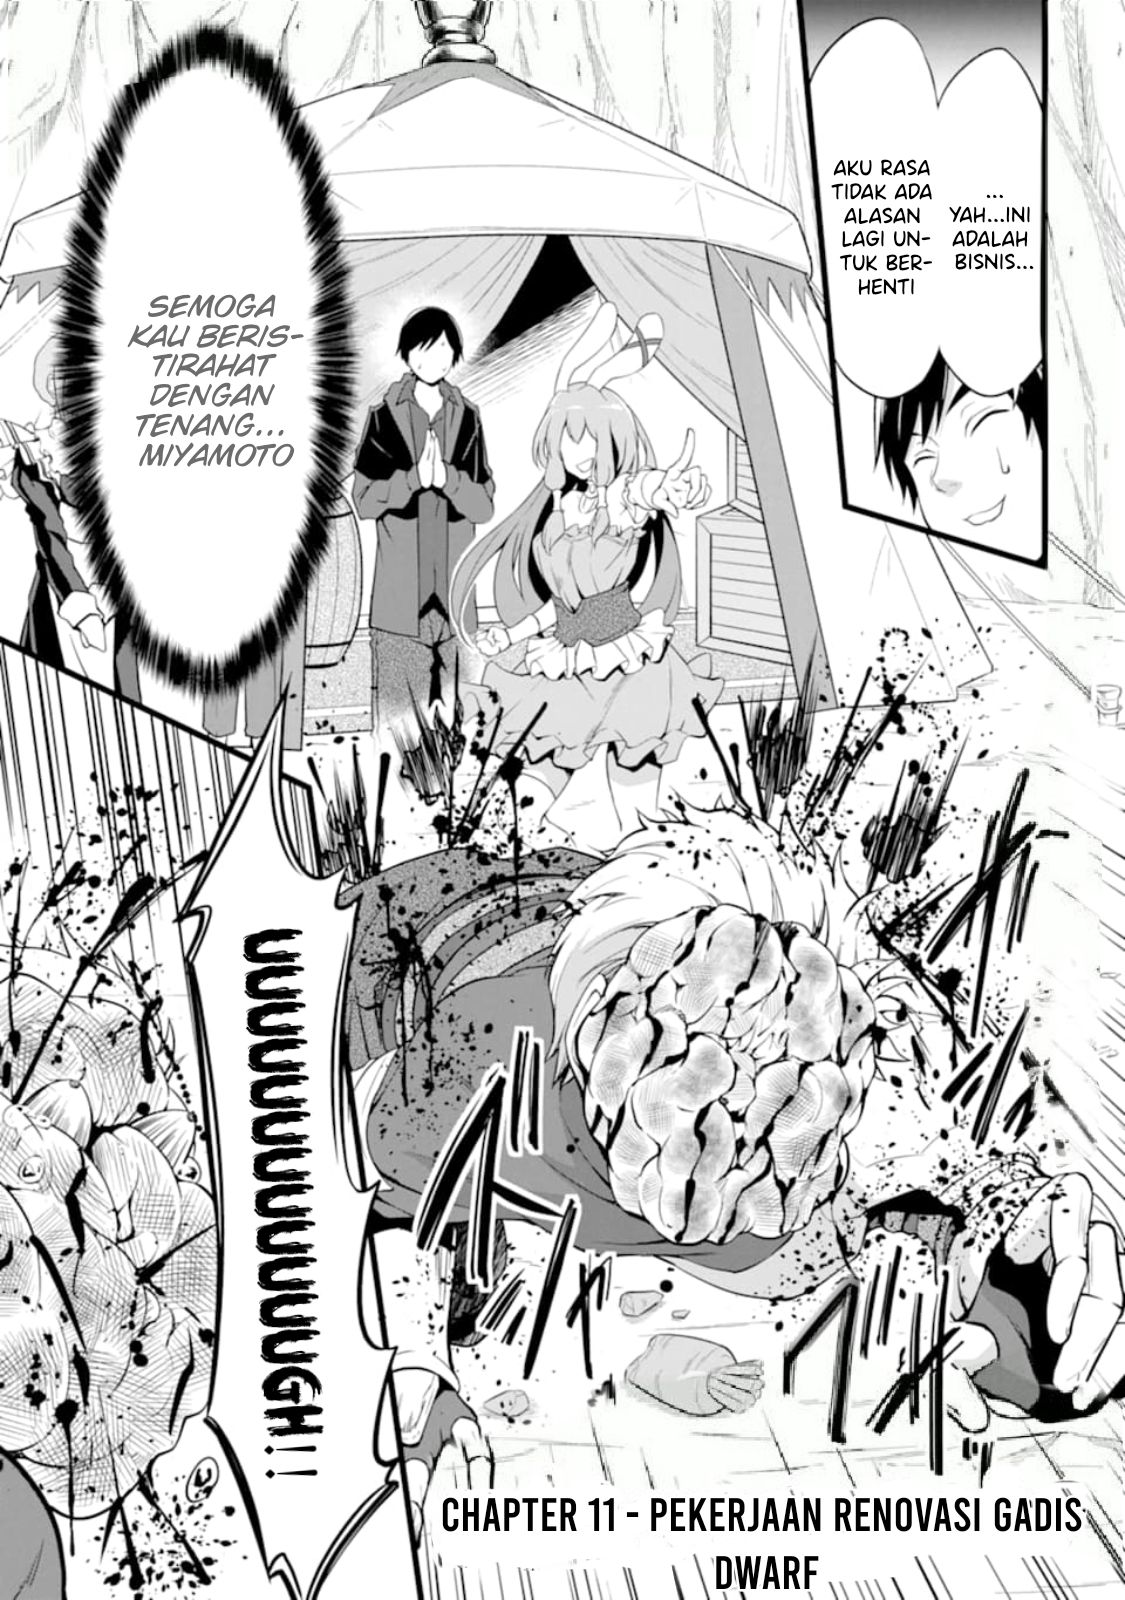 ...
YAH...INI
ADALAH
BISNIS...
AKU RASA
TIDAK ADA
ALASAN
LAGI UN-
TUK BER-
HENTI
SEMOGA
KAU BERIS-
TIRAHAT
DENGAN
TENANG...
MIYAMOTO
UUUUUUUUUUUUUGH!!
CHAPTER 11 - PEKERJAAN RENOVASI GADIS
DWARF